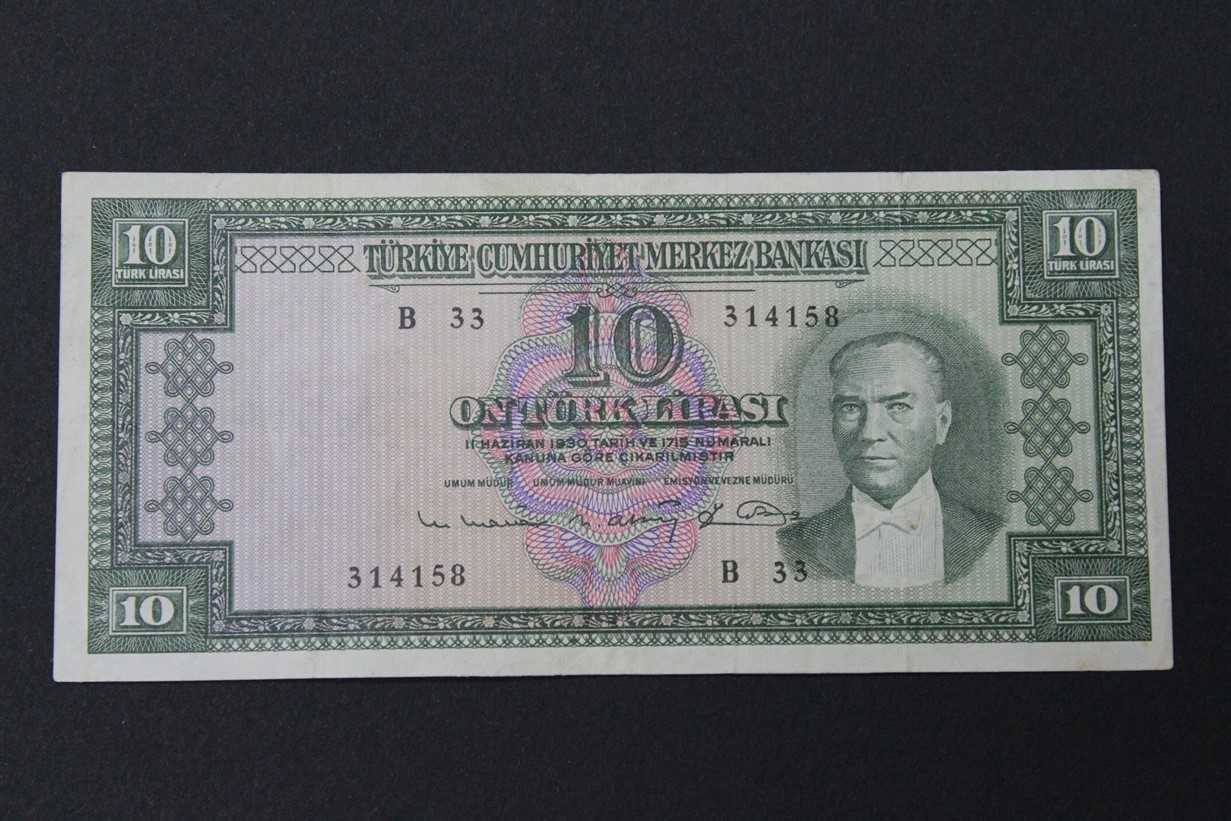 10 10
TÜRK LİRASI TÜRK LİRASI
TÜRKİYE CUMHURİYET MERKEZ BANKASI
B 33 314158
10
ON TÜRK LİRASI
11 HAZİRAN 1930 TARİH VE 1715 NUMARALI
KANUNA GÖRE ÇIKARILMIŞTIR
UMUM MÜDÜR UMUM MÜDÜR MUAVİNİ EMİSYON VE VEZNE MÜDÜRÜ
314158 B 33
10 10